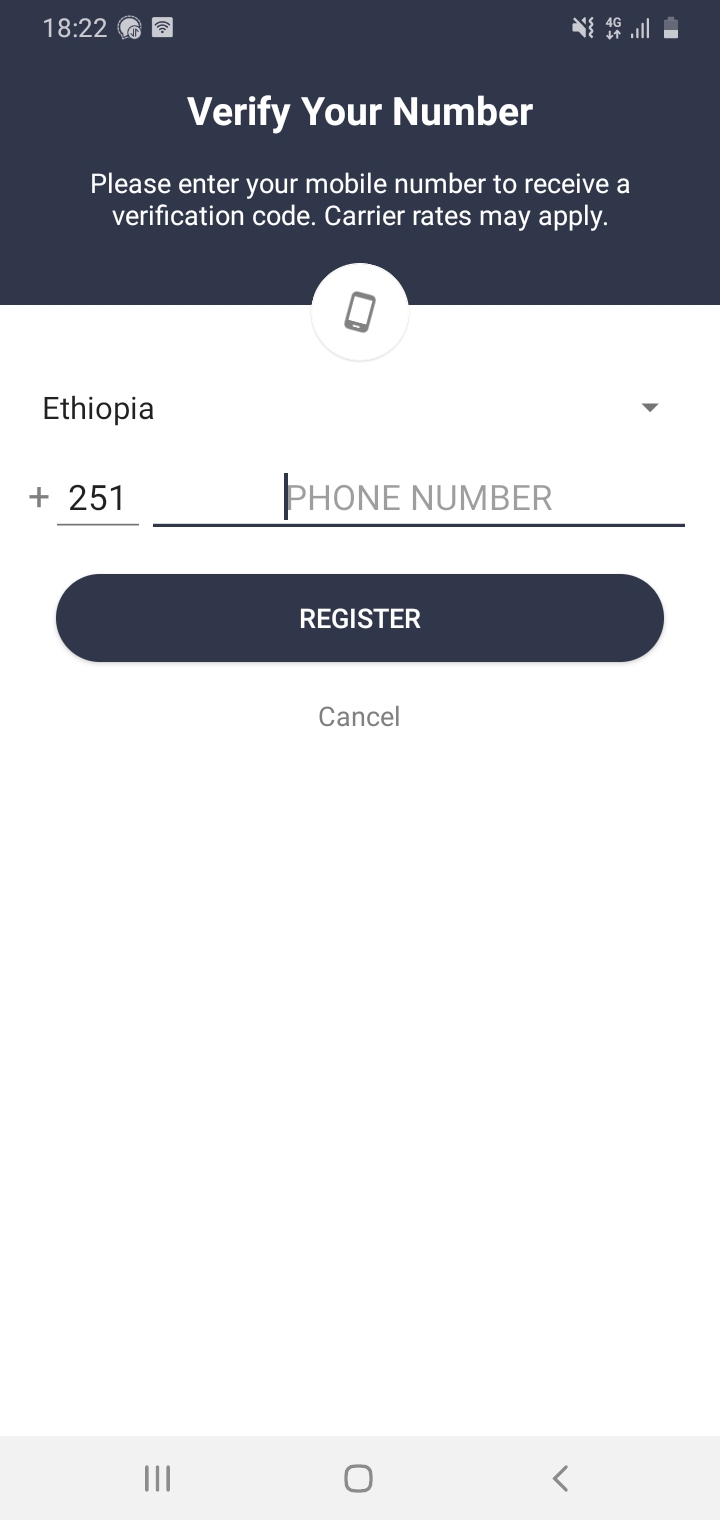 18:22
4G
Verify Your Number
Please enter your mobile number to receive a
verification code. Carrier rates may apply.
Ethiopia
+ 251 PHONE NUMBER
REGISTER
Cancel